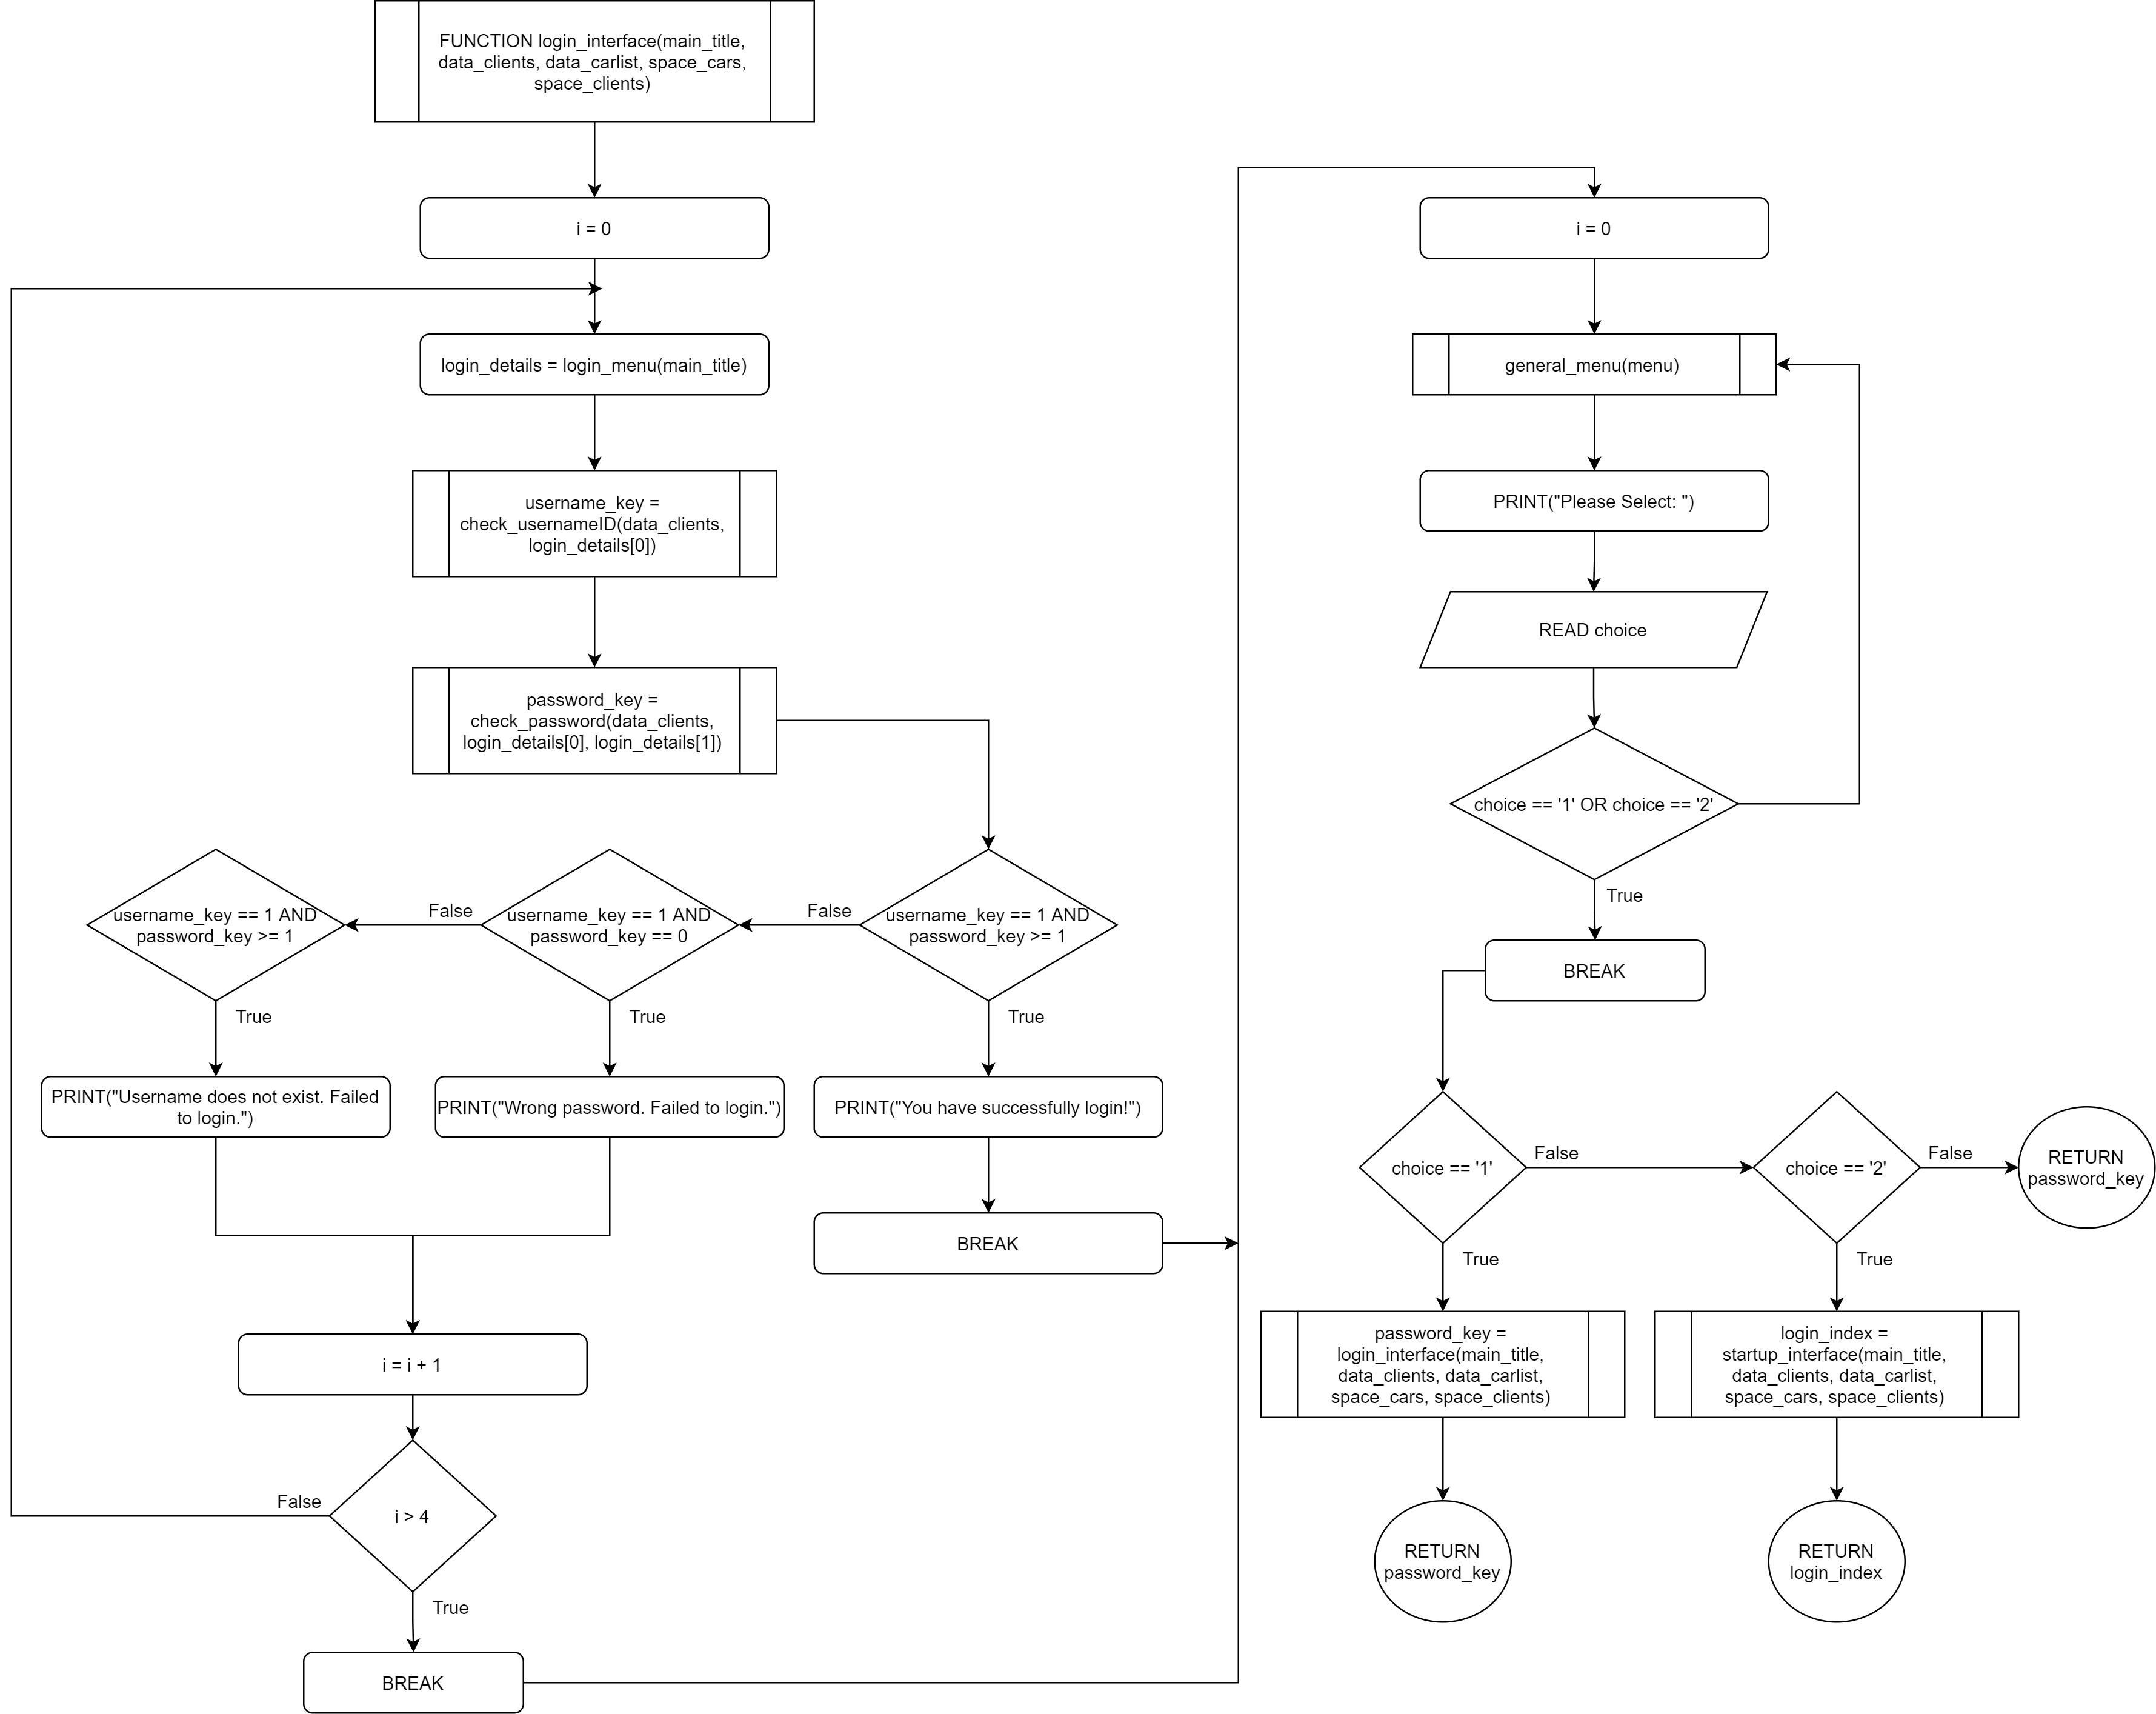 FUNCTION login_interface(main_title,
data_clients, data_carlist, space_cars,
space_clients)
i = 0
login_details = login_menu(main_title)
username_key =
check_usernameID(data_clients,
login_details[0])
password_key =
check_password(data_clients,
login_details[0], login_details[1])
username_key == 1 AND
password_key >= 1
False
username_key == 1 AND
password_key == 0
False
username_key == 1 AND
password_key >= 1
True
True
True
PRINT("Username does not exist. Failed
to login.")
PRINT("Wrong password. Failed to login.")
PRINT("You have successfully login!")
BREAK
i = i + 1
False
i > 4
True
BREAK
i = 0
general_menu(menu)
PRINT("Please Select: ")
READ choice
choice == '1' OR choice == '2'
True
BREAK
choice == '1'
False
choice == '2'
False
RETURN
password_key
True
True
password_key =
login_interface(main_title,
data_clients, data_carlist,
space_cars, space_clients)
login_index =
startup_interface(main_title,
data_clients, data_carlist,
space_cars, space_clients)
RETURN
password_key
RETURN
login_index